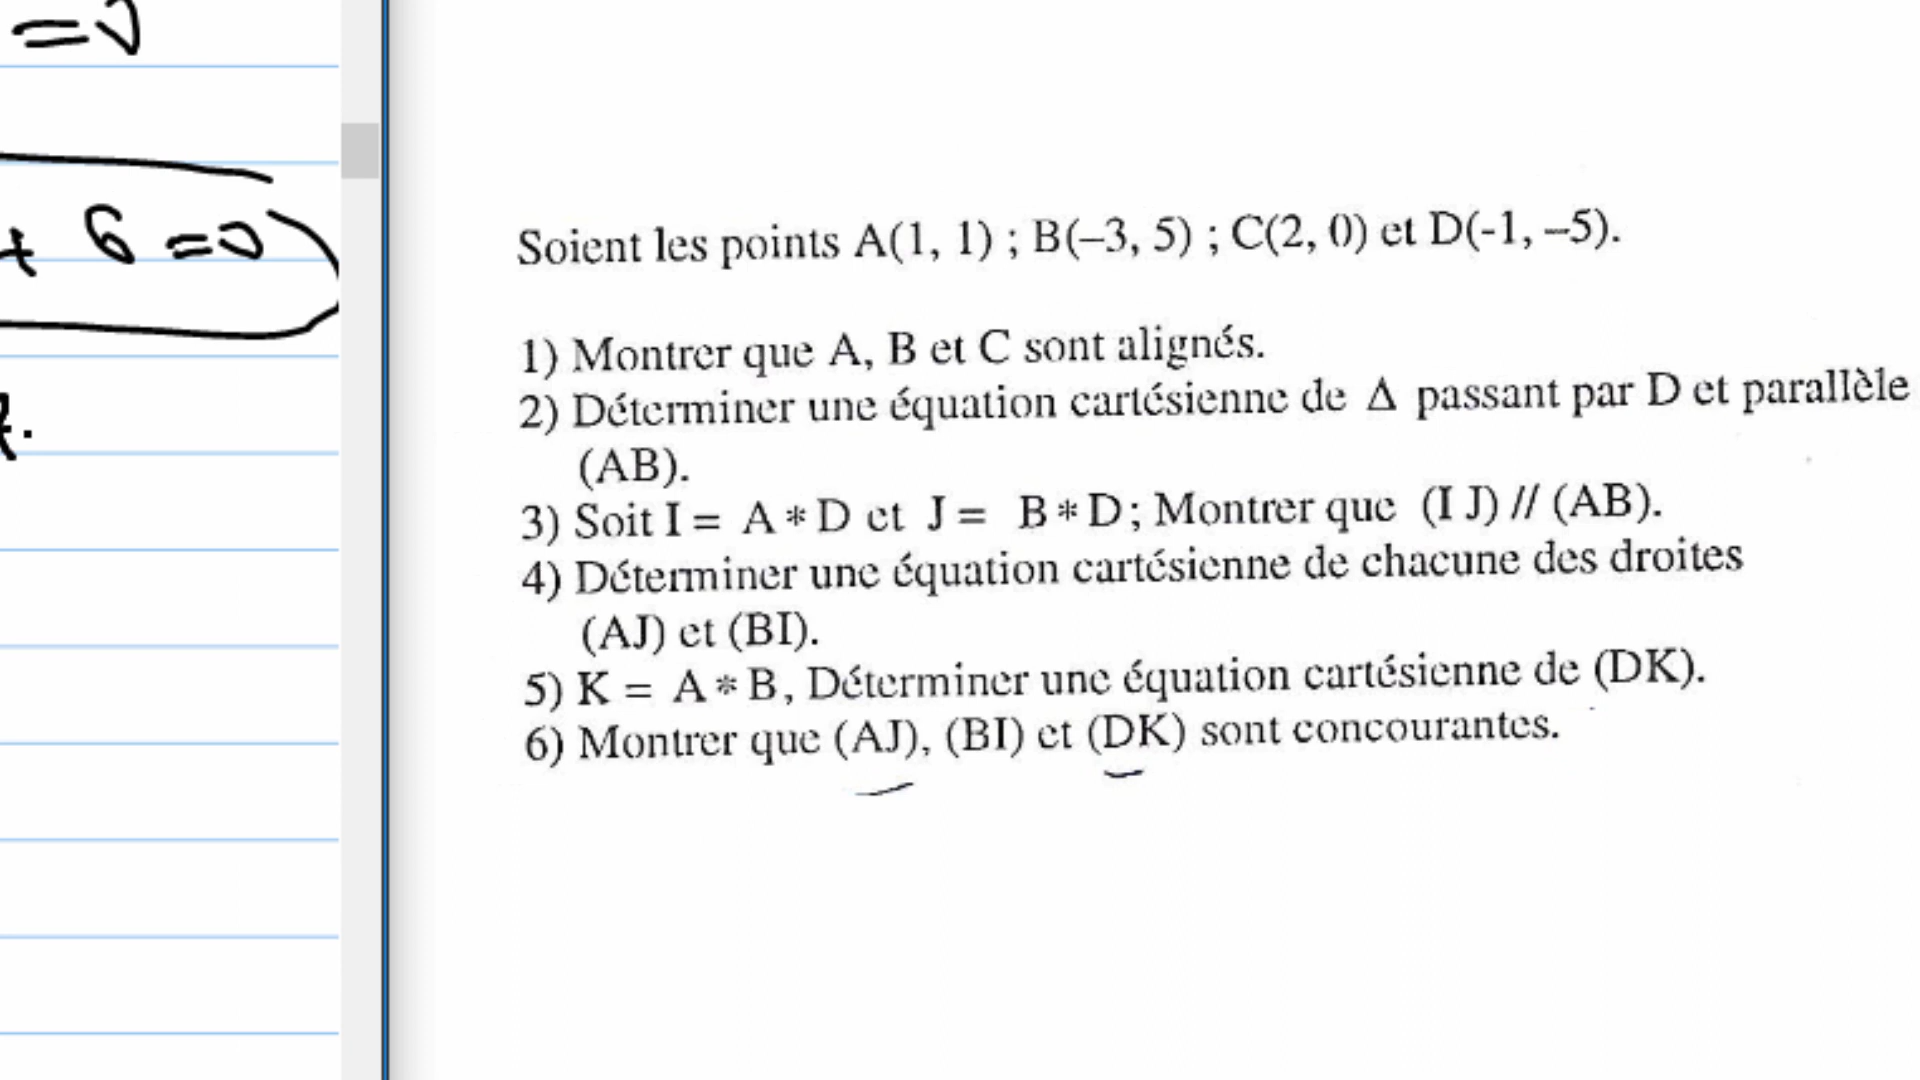 =0
+ 6 =0
Soient les points A(1, 1) ; B(–3, 5) ; C(2, 0) et D(-1, –5).
1) Montrer que A, B et C sont alignés.
2) Déterminer une équation cartésienne de Δ passant par D et parallèle
(AB).
3) Soit I = A * D et J = B * D ; Montrer que (I J) // (AB).
4) Déterminer une équation cartésienne de chacune des droites
(AJ) et (BI).
5) K = A * B , Déterminer une équation cartésienne de (DK).
6) Montrer que (AJ), (BI) et (DK) sont concourantes.